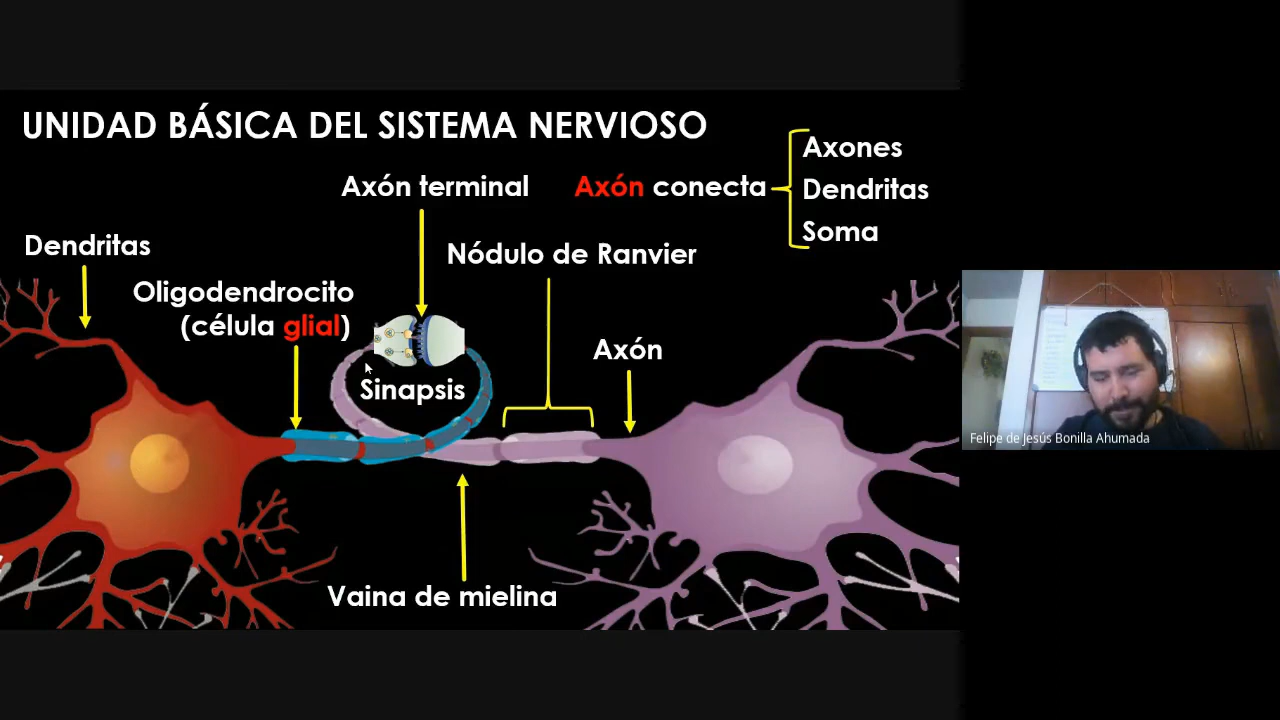 UNIDAD BÁSICA DEL SISTEMA NERVIOSO
Axón terminal
Axón conecta
Axones
Dendritas
Soma
Dendritas
Nódulo de Ranvier
Oligodendrocito
(célula glial)
Axón
Sinapsis
Vaina de mielina
Felipe de Jesús Bonilla Ahumada